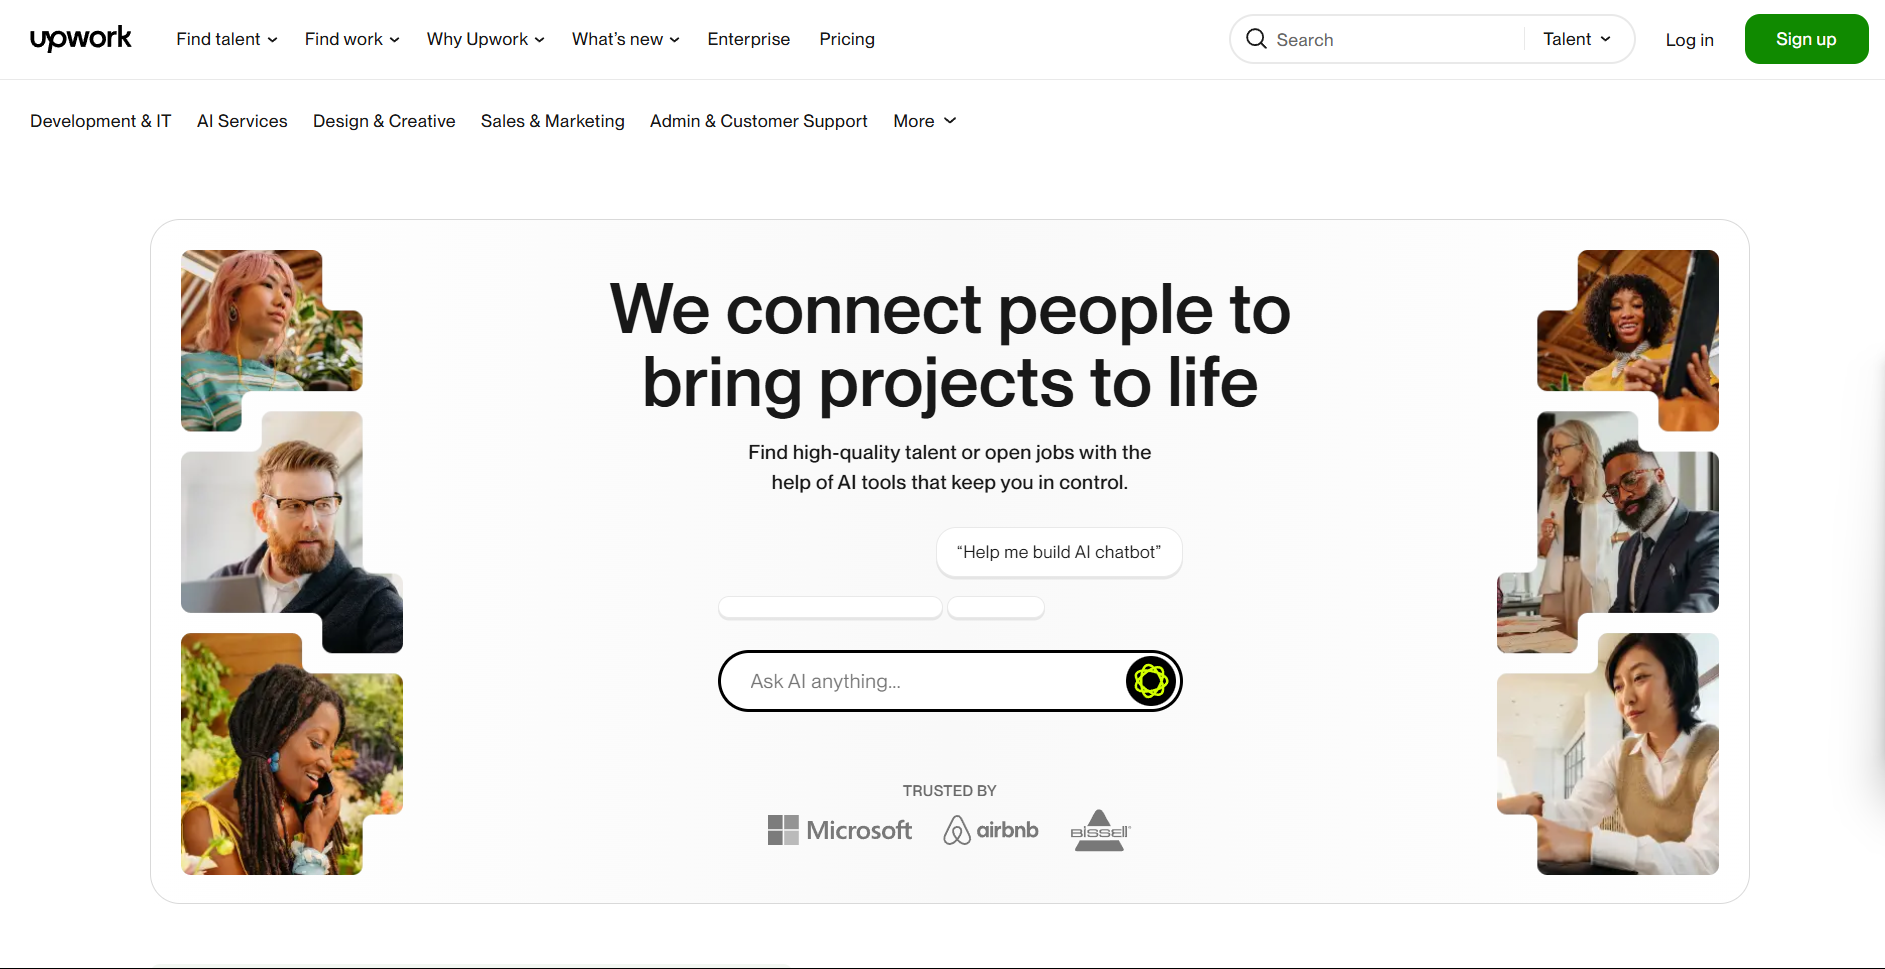 upwork
Find talent
Find work
Why Upwork
What's new
Enterprise
Pricing
Search
Talent
Log in
Sign up
Development & IT
AI Services
Design & Creative
Sales & Marketing
Admin & Customer Support
More
We connect people to
bring projects to life
Find high-quality talent or open jobs with the
help of AI tools that keep you in control.
“Help me build AI chatbot”
Ask AI anything...
TRUSTED BY
Microsoft
airbnb
BISSELL®